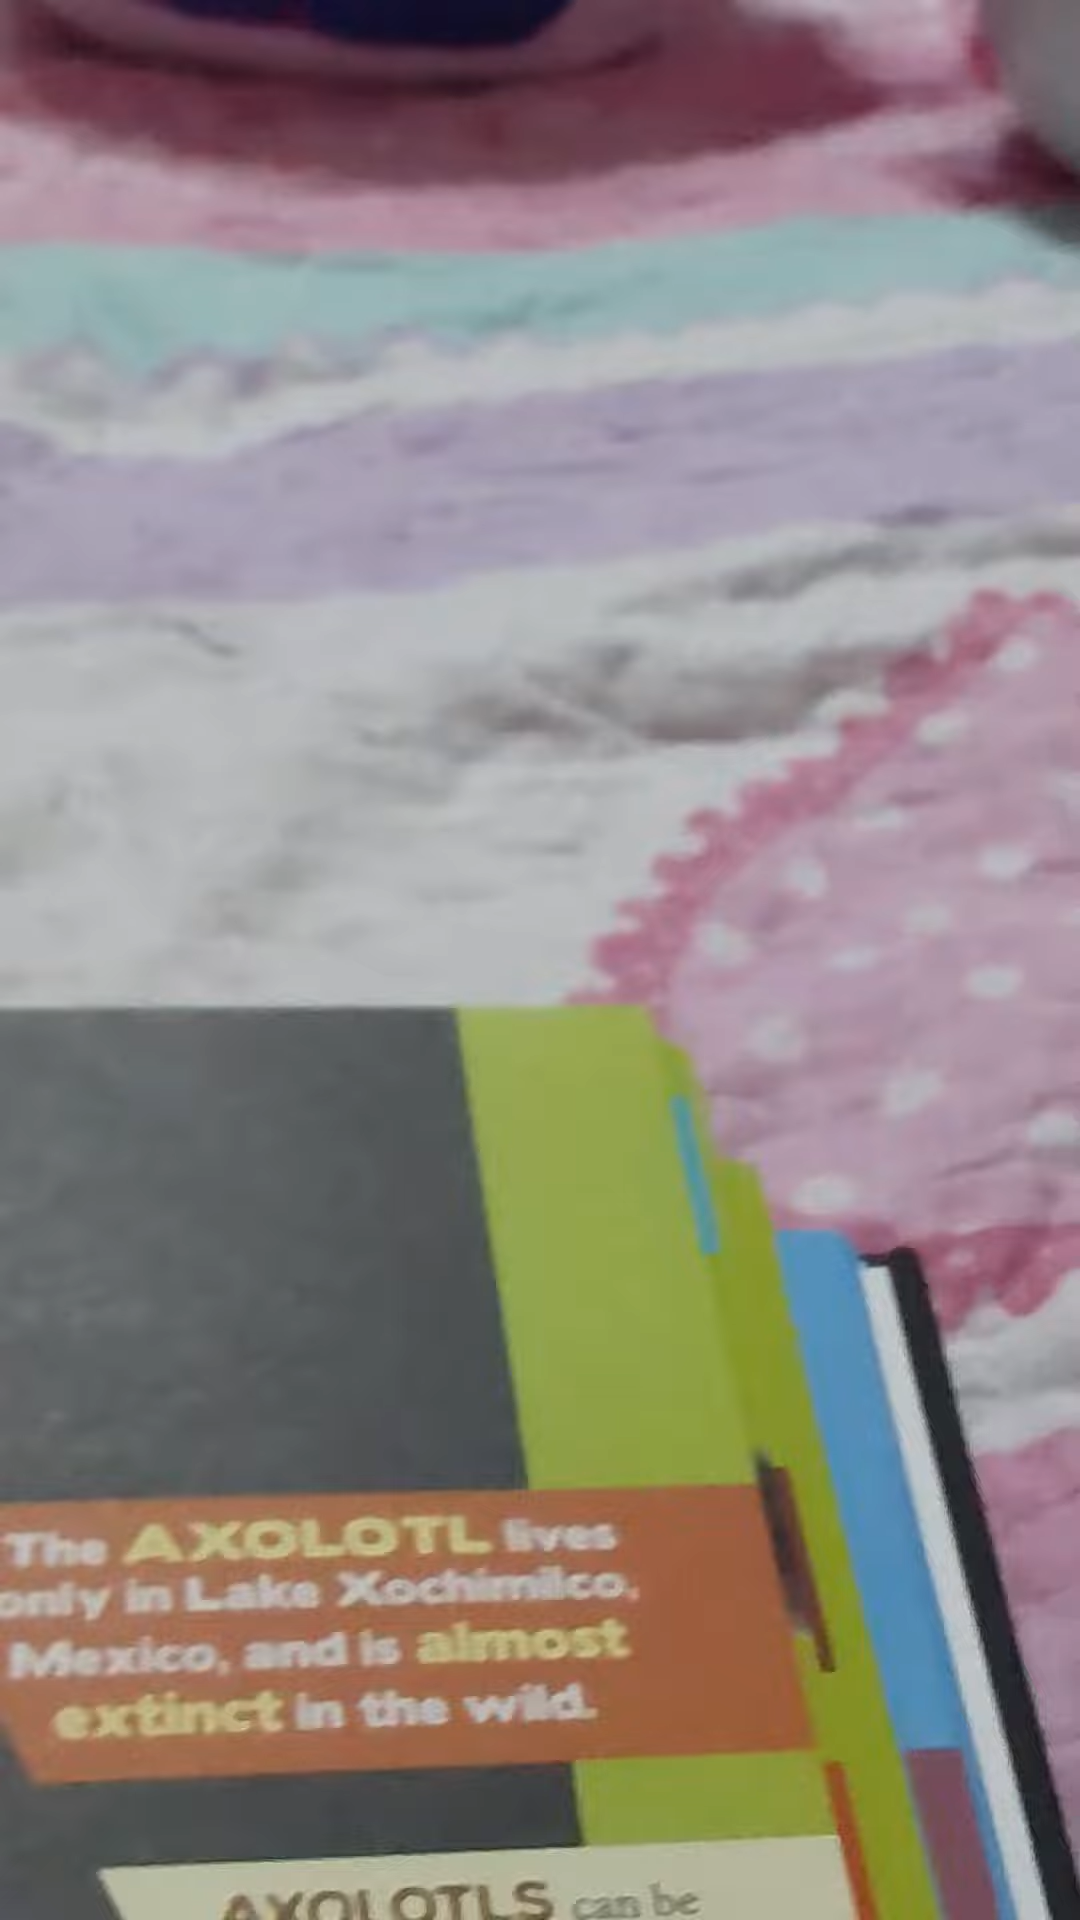 The AXOLOTL lives
only in Lake Xochimilco,
Mexico, and is almost
extinct in the wild.
AXOLOTLS can be